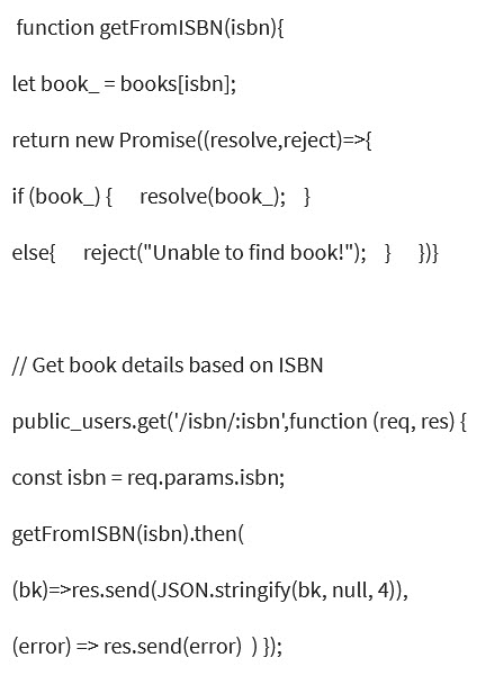 function getFromISBN(isbn){
let book_ = books[isbn];
return new Promise((resolve,reject)=>{
if (book_) {     resolve(book_);   }
else{     reject("Unable to find book!");   }     })}
// Get book details based on ISBN
public_users.get('/isbn/:isbn',function (req, res) {
const isbn = req.params.isbn;
getFromISBN(isbn).then(
(bk)=>res.send(JSON.stringify(bk, null, 4)),
(error) => res.send(error)  ) });